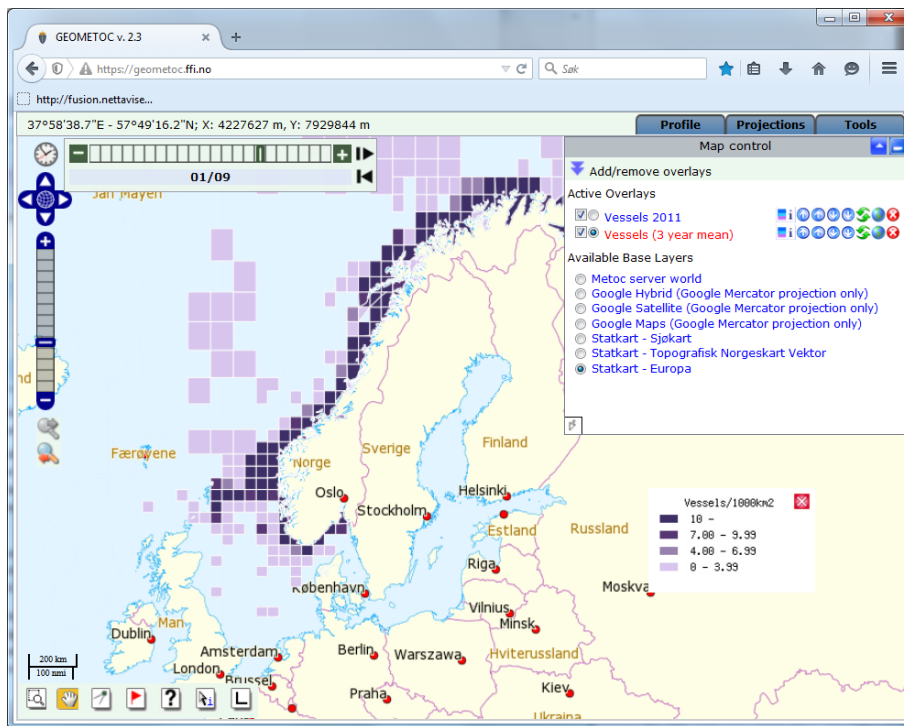 GEOMETOC v. 2.3
https://geometoc.ffi.no
Søk
http://fusion.nettavise...
37°58'38.7"E - 57°49'16.2"N; X: 4227627 m, Y: 7929844 m
Profile
Projections
Tools
01/09
Map control
Add/remove overlays
Active Overlays
Vessels 2011
Vessels (3 year mean)
Available Base Layers
Metoc server world
Google Hybrid (Google Mercator projection only)
Google Satellite (Google Mercator projection only)
Google Maps (Google Mercator projection only)
Statkart - Sjøkart
Statkart - Topografisk Norgeskart Vektor
Statkart - Europa
Jan Mayen
Færøyene
Norge
Sverige
Finland
Oslo
Stockholm
Helsinki
Estland
Russland
Riga
Moskva
København
Vilnius
Minsk
Hviterussland
Dublin
Man
Amsterdam
London
Brussel
Berlin
Warszawa
Praha
Kiev
Ukraina
Vessels/1000km2
10 -
7.00 - 9.99
4.00 - 6.99
0 - 3.99
200 km
100 nmi